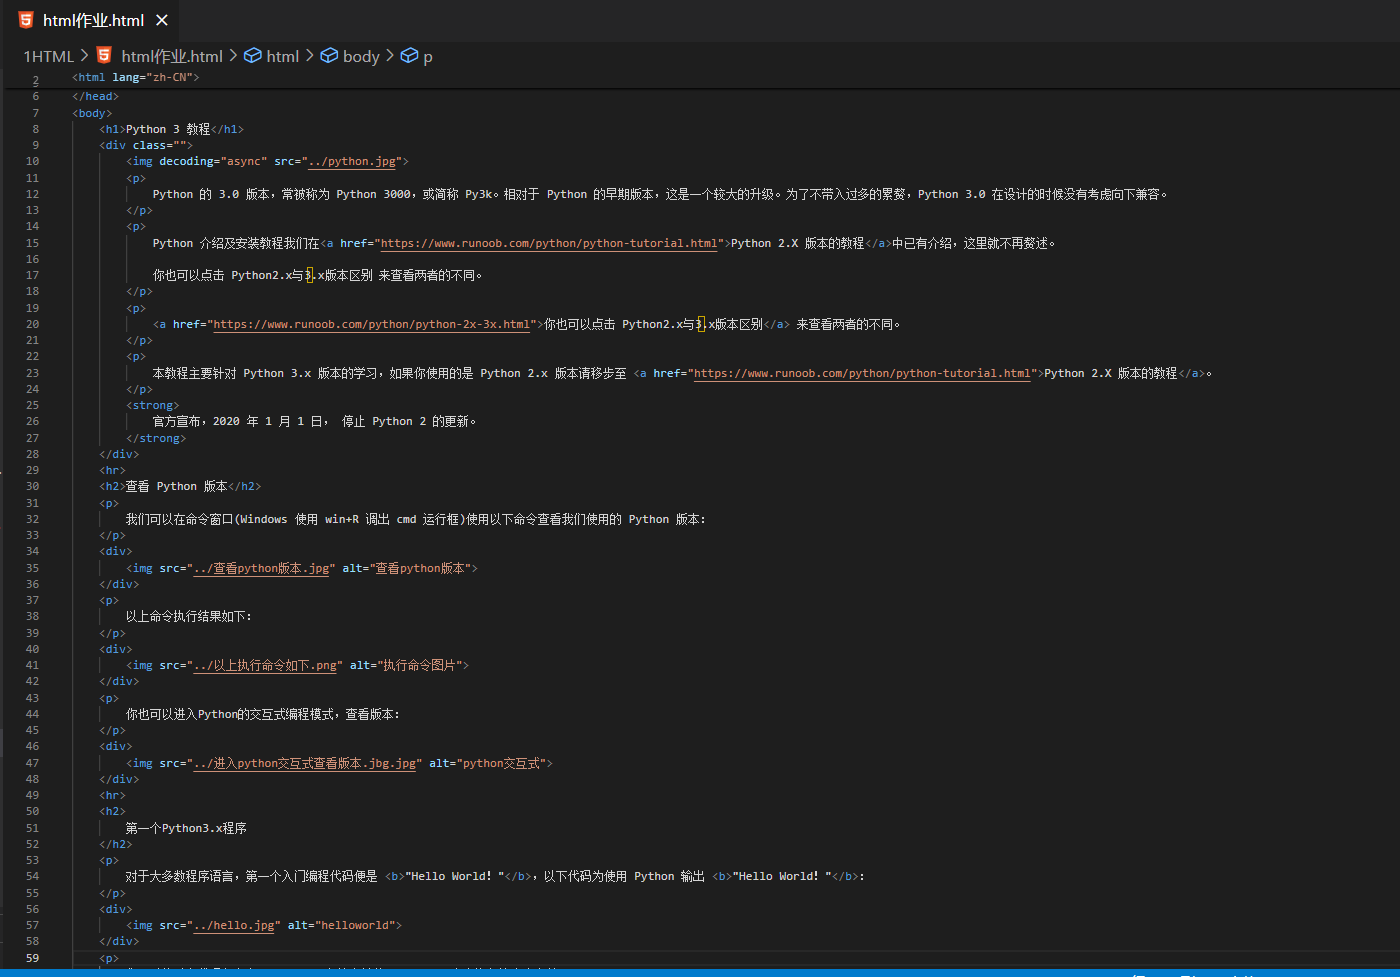 html作业.html
1HTML > html作业.html > html > body > p
2 <html lang="zh-CN">
6 </head>
7 <body>
8 <h1>Python 3 教程</h1>
9 <div class="">
10 <img decoding="async" src="../python.jpg">
11 <p>
12 Python 的 3.0 版本，常被称为 Python 3000，或简称 Py3k。相对于 Python 的早期版本，这是一个较大的升级。为了不带入过多的累赘，Python 3.0 在设计的时候没有考虑向下兼容。
13 </p>
14 <p>
15 Python 介绍及安装教程我们在<a href="https://www.runoob.com/python/python-tutorial.html">Python 2.X 版本的教程</a>中已有介绍，这里就不再赘述。
16
17 你也可以点击 Python2.x与3.x版本区别 来查看两者的不同。
18 </p>
19 <p>
20 <a href="https://www.runoob.com/python/python-2x-3x.html">你也可以点击 Python2.x与3.x版本区别</a> 来查看两者的不同。
21 </p>
22 <p>
23 本教程主要针对 Python 3.x 版本的学习，如果你使用的是 Python 2.x 版本请移步至 <a href="https://www.runoob.com/python/python-tutorial.html">Python 2.X 版本的教程</a>。
24 </p>
25 <strong>
26 官方宣布，2020 年 1 月 1 日， 停止 Python 2 的更新。
27 </strong>
28 </div>
29 <hr>
30 <h2>查看 Python 版本</h2>
31 <p>
32 我们可以在命令窗口(Windows 使用 win+R 调出 cmd 运行框)使用以下命令查看我们使用的 Python 版本：
33 </p>
34 <div>
35 <img src="../查看python版本.jpg" alt="查看python版本">
36 </div>
37 <p>
38 以上命令执行结果如下：
39 </p>
40 <div>
41 <img src="../以上执行命令如下.png" alt="执行命令图片">
42 </div>
43 <p>
44 你也可以进入Python的交互式编程模式，查看版本：
45 </p>
46 <div>
47 <img src="../进入python交互式查看版本.jbg.jpg" alt="python交互式">
48 </div>
49 <hr>
50 <h2>
51 第一个Python3.x程序
52 </h2>
53 <p>
54 对于大多数程序语言，第一个入门编程代码便是 <b>"Hello World！"</b>，以下代码为使用 Python 输出 <b>"Hello World！"</b>：
55 </p>
56 <div>
57 <img src="../hello.jpg" alt="helloworld">
58 </div>
59 <p>